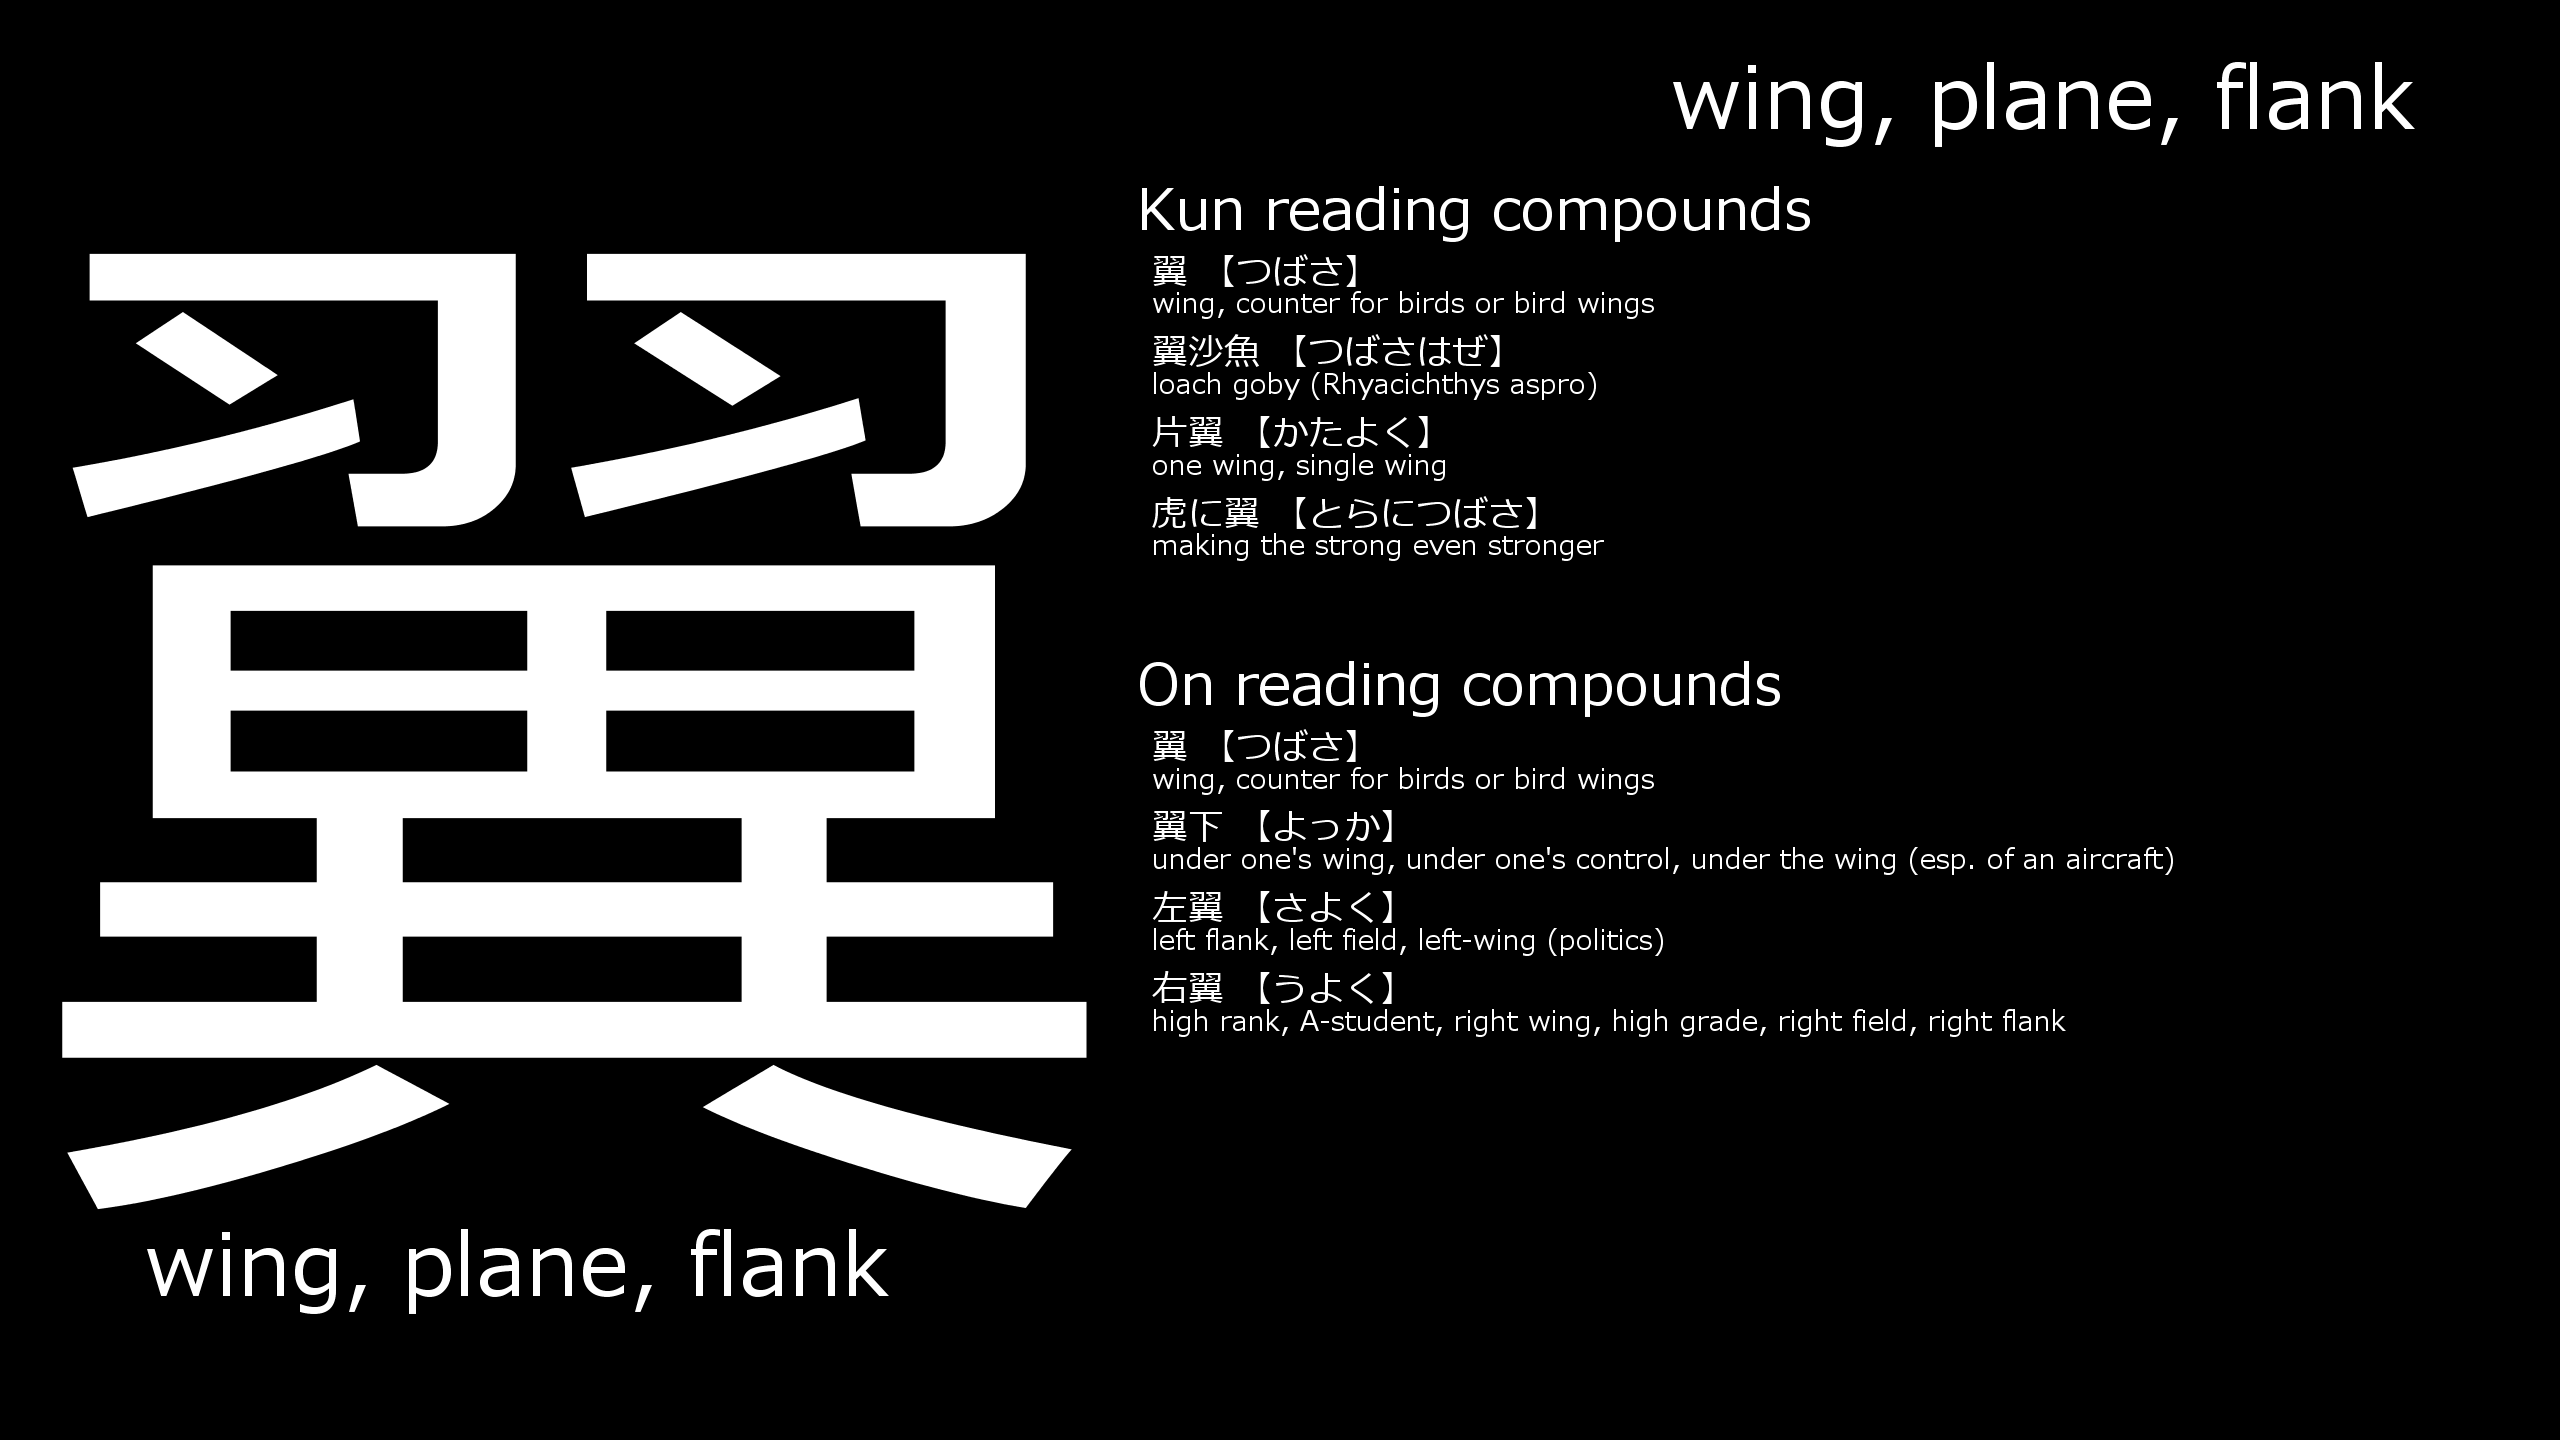 wing, plane, flank
翼
wing, plane, flank
Kun reading compounds
翼 【つばさ】
wing, counter for birds or bird wings
翼沙魚 【つばさはぜ】
loach goby (Rhyacichthys aspro)
片翼 【かたよく】
one wing, single wing
虎に翼 【とらにつばさ】
making the strong even stronger
On reading compounds
翼 【つばさ】
wing, counter for birds or bird wings
翼下 【よっか】
under one's wing, under one's control, under the wing (esp. of an aircraft)
左翼 【さよく】
left flank, left field, left-wing (politics)
右翼 【うよく】
high rank, A-student, right wing, high grade, right field, right flank